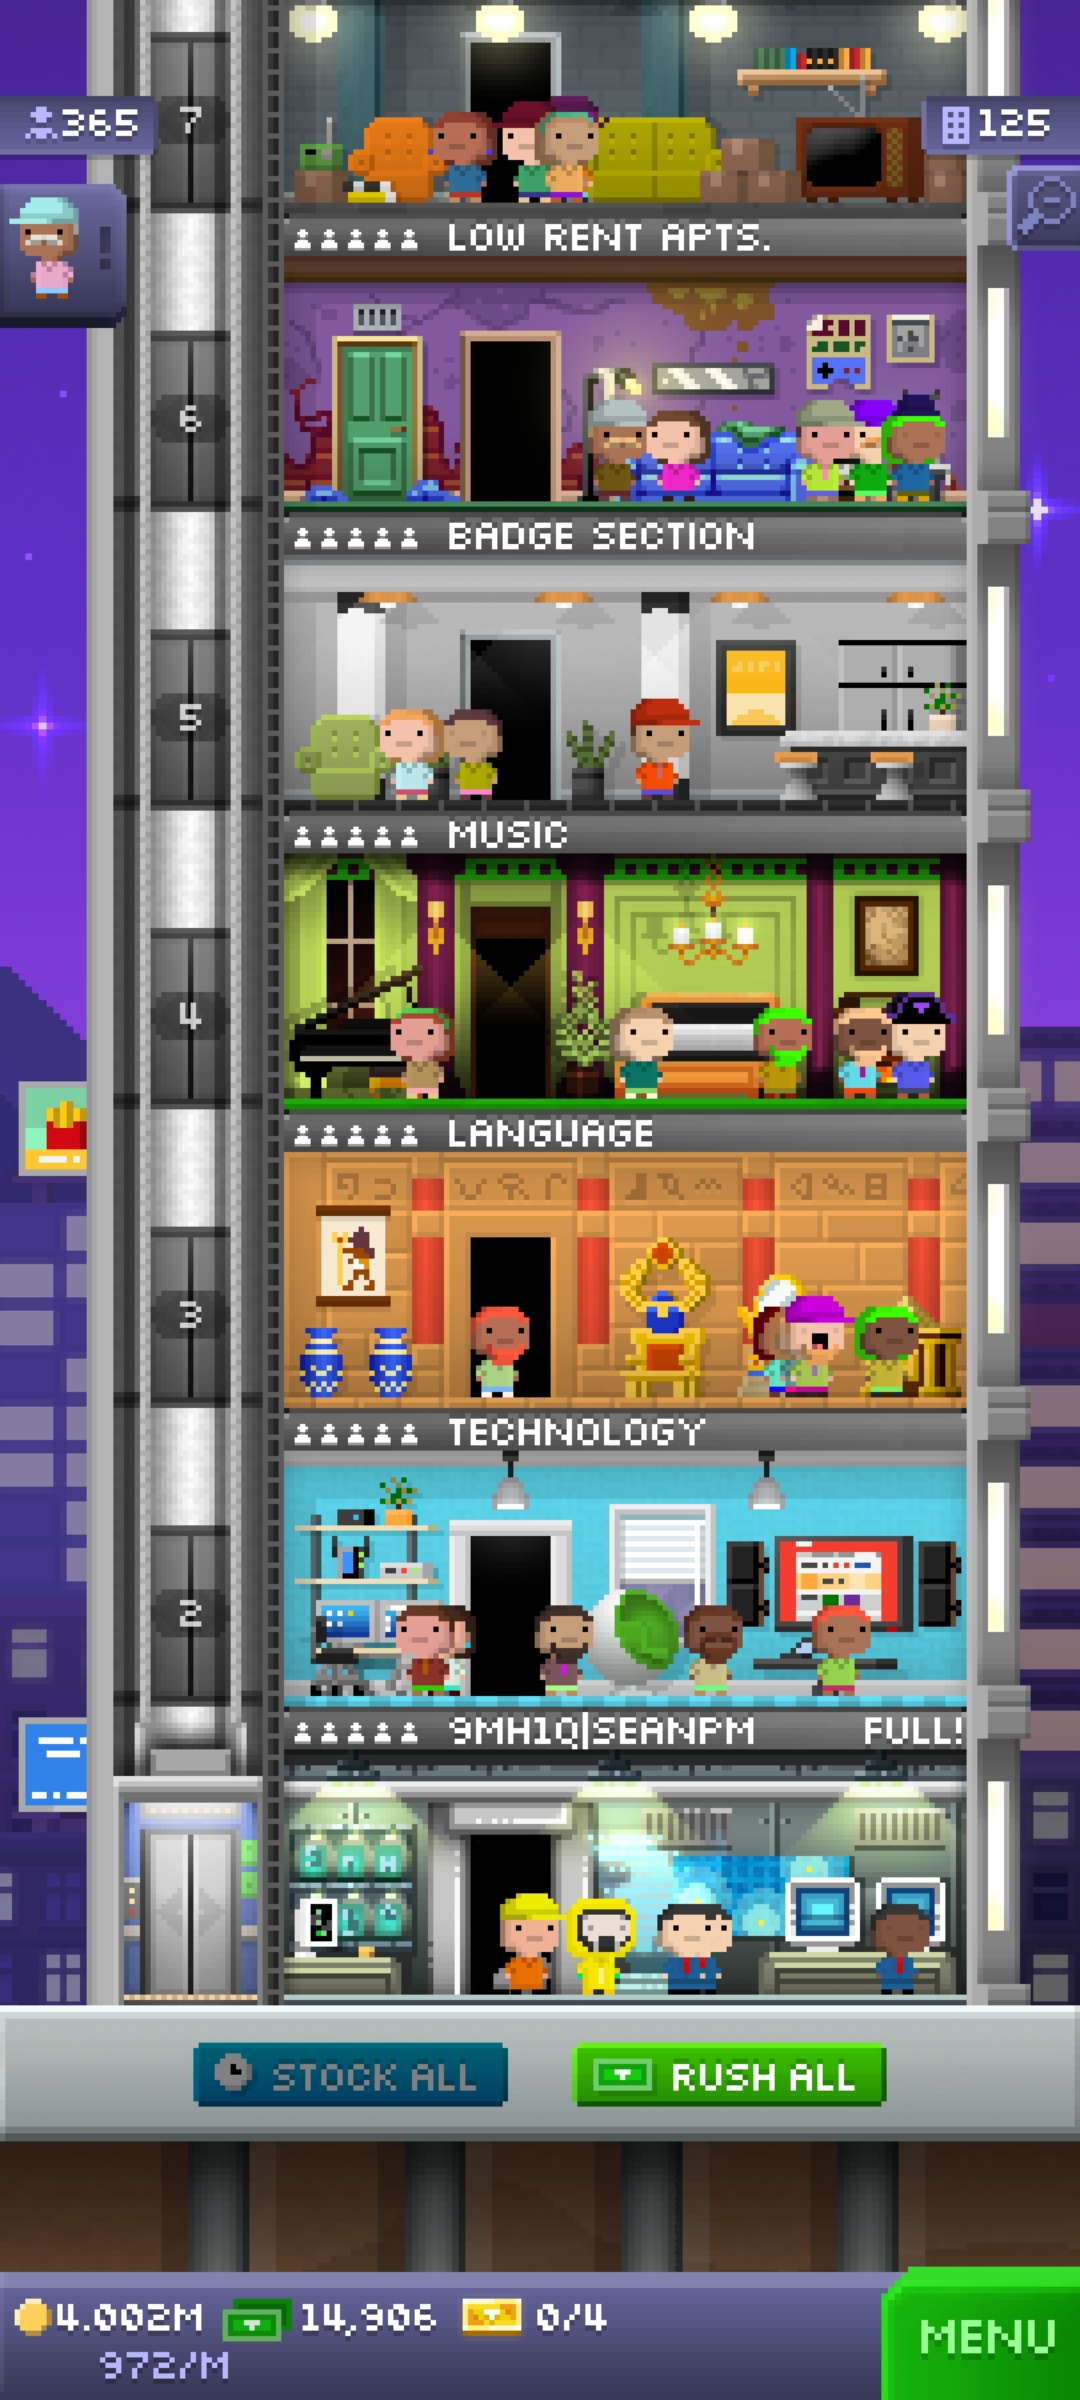 365
7
125
LOW RENT APTS.
6
BADGE SECTION
5
MUSIC
4
LANGUAGE
3
TECHNOLOGY
2
9MH1Q|SEANPM FULL!
STOCK ALL
RUSH ALL
4.002M 14,906 0/4
972/M
MENU